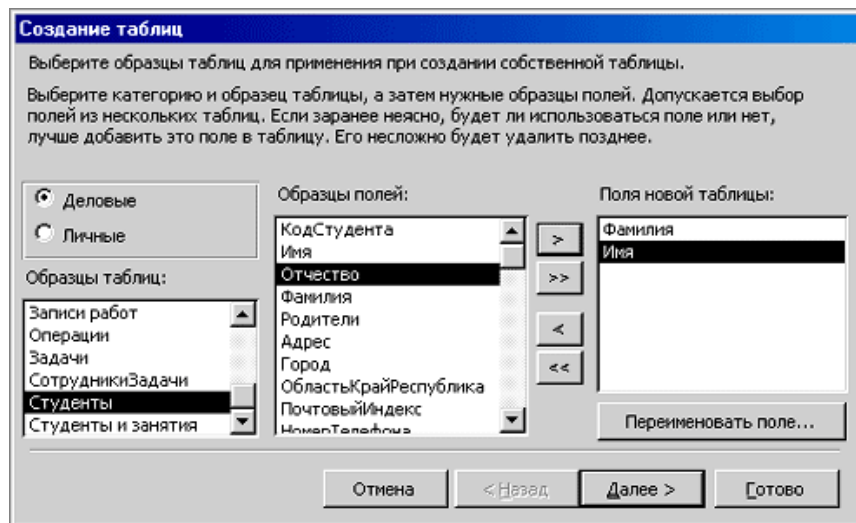 Создание таблиц
Выберите образцы таблиц для применения при создании собственной таблицы.
Выберите категорию и образец таблицы, а затем нужные образцы полей. Допускается выбор
полей из нескольких таблиц. Если заранее неясно, будет ли использоваться поле или нет,
лучше добавить это поле в таблицу. Его несложно будет удалить позднее.
Деловые
Личные
Образцы таблиц:
Записи работ
Операции
Задачи
СотрудникиЗадачи
Студенты
Студенты и занятия
Образцы полей:
КодСтудента
Имя
Отчество
Фамилия
Родители
Адрес
Город
ОбластьКрайРеспублика
ПочтовыйИндекс
НомерТелефона
>
>>
<
<<
Поля новой таблицы:
Фамилия
Имя
Переименовать поле...
Отмена
< Назад
Далее >
Готово